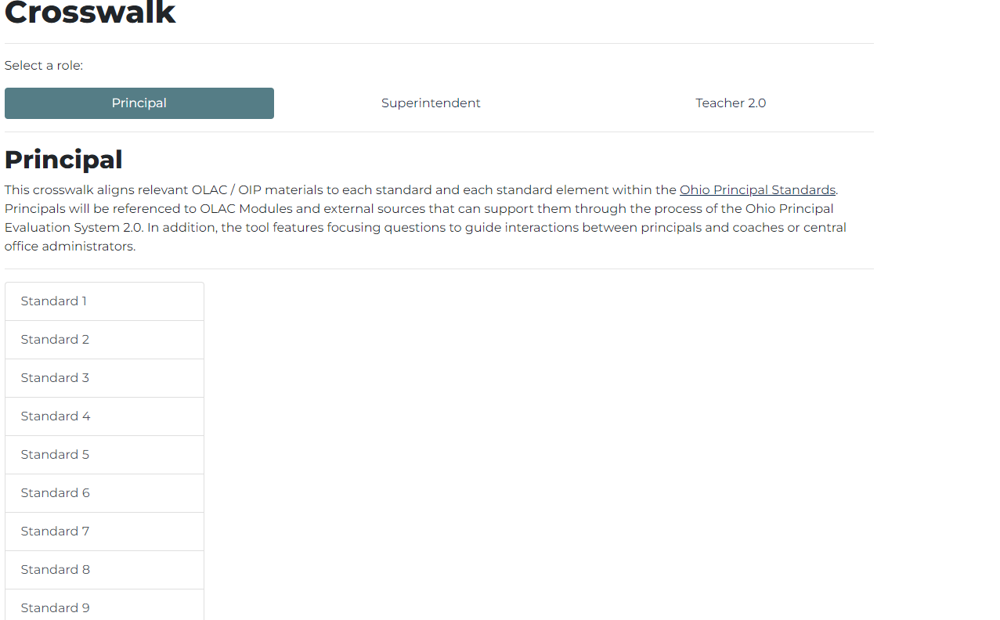 Crosswalk
Select a role:
Principal
Superintendent
Teacher 2.0
Principal
This crosswalk aligns relevant OLAC / OIP materials to each standard and each standard element within the Ohio Principal Standards.
Principals will be referenced to OLAC Modules and external sources that can support them through the process of the Ohio Principal
Evaluation System 2.0. In addition, the tool features focusing questions to guide interactions between principals and coaches or central
office administrators.
Standard 1
Standard 2
Standard 3
Standard 4
Standard 5
Standard 6
Standard 7
Standard 8
Standard 9